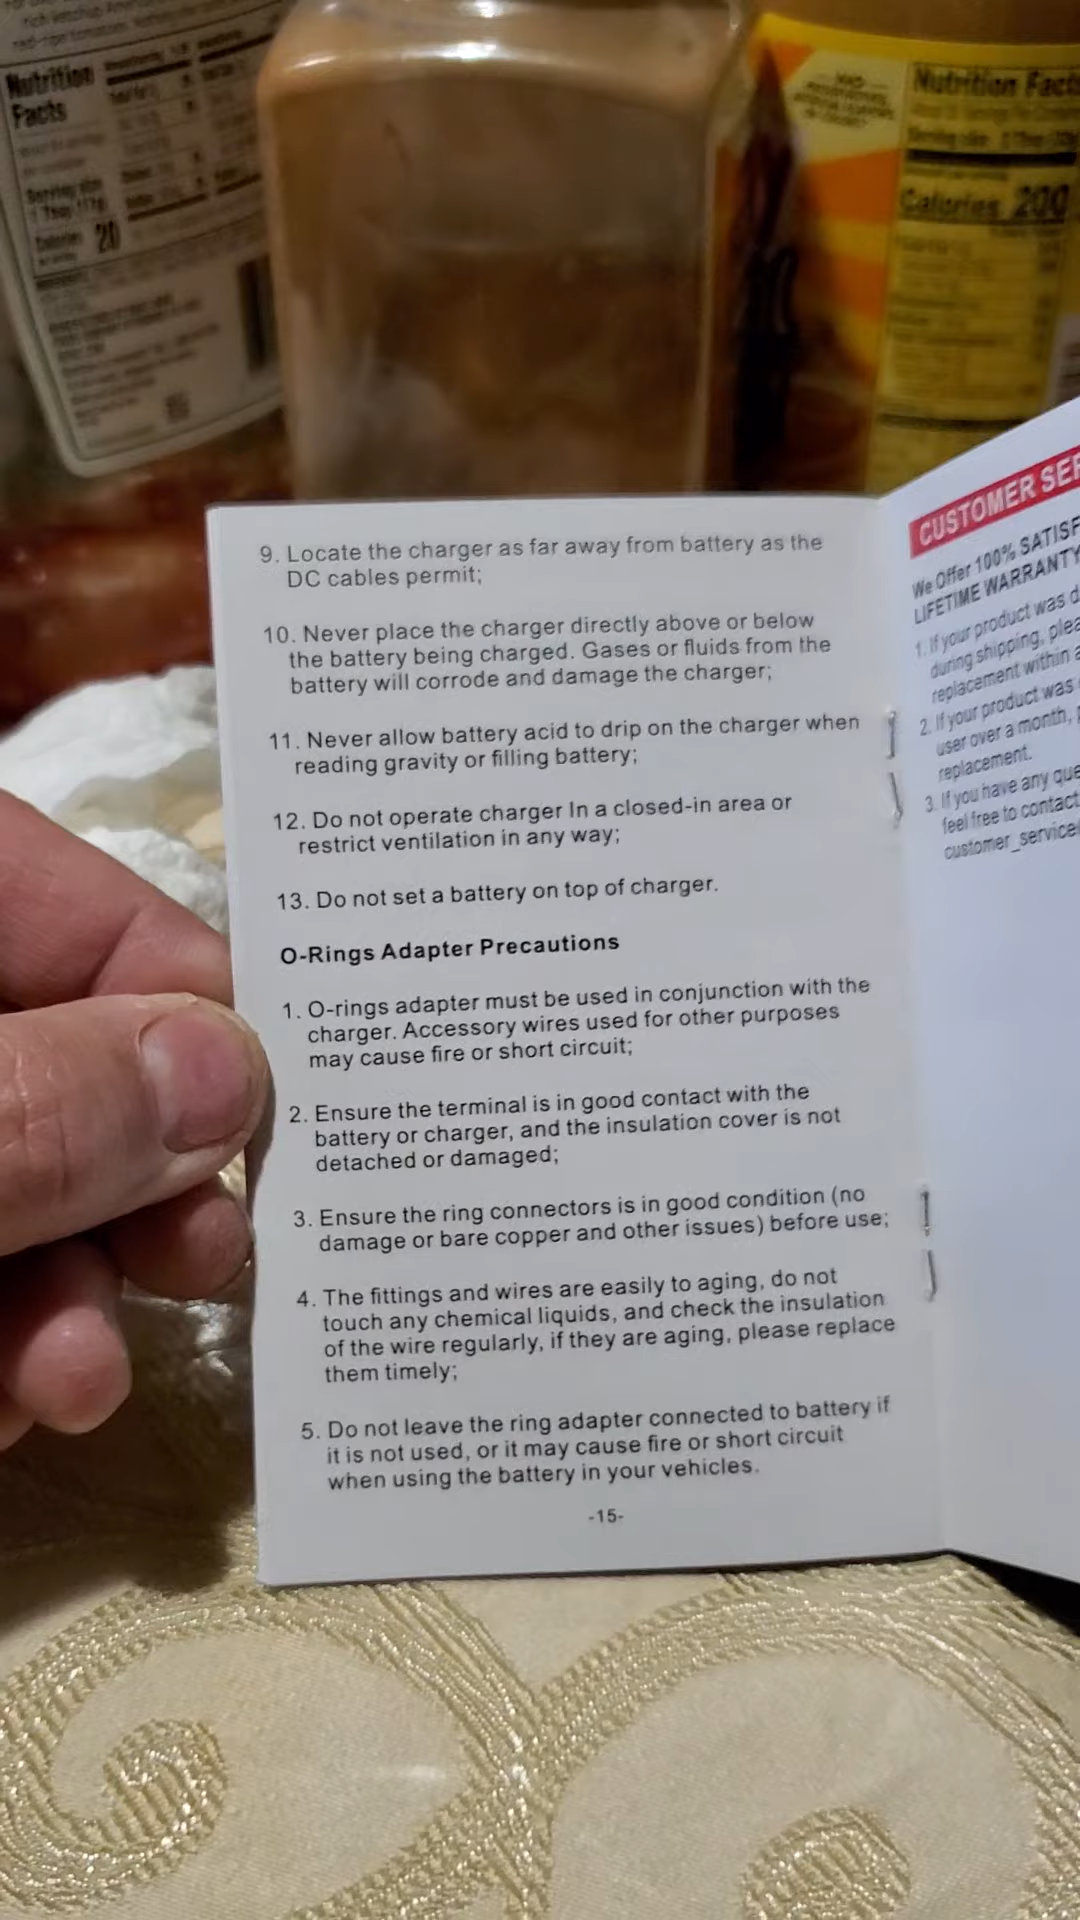 rich ketchup
Nutrition
Facts
Serving size
1 Tbsp (17g)
Calories 20
Nutrition Facts
Serving size
Calories 200
9. Locate the charger as far away from battery as the
DC cables permit;
10. Never place the charger directly above or below
the battery being charged. Gases or fluids from the
battery will corrode and damage the charger;
11. Never allow battery acid to drip on the charger when
reading gravity or filling battery;
12. Do not operate charger In a closed-in area or
restrict ventilation in any way;
13. Do not set a battery on top of charger.
O-Rings Adapter Precautions
1. O-rings adapter must be used in conjunction with the
charger. Accessory wires used for other purposes
may cause fire or short circuit;
2. Ensure the terminal is in good contact with the
battery or charger, and the insulation cover is not
detached or damaged;
3. Ensure the ring connectors is in good condition (no
damage or bare copper and other issues) before use;
4. The fittings and wires are easily to aging, do not
touch any chemical liquids, and check the insulation
of the wire regularly, if they are aging, please replace
them timely;
5. Do not leave the ring adapter connected to battery if
it is not used, or it may cause fire or short circuit
when using the battery in your vehicles.
-15-
CUSTOMER SER
We Offer 100% SATISF
LIFETIME WARRANTY
1. If your product was d
during shipping, plea
replacement within a
2. If your product was
user over a month,
replacement.
3. If you have any que
feel free to contact
customer_service